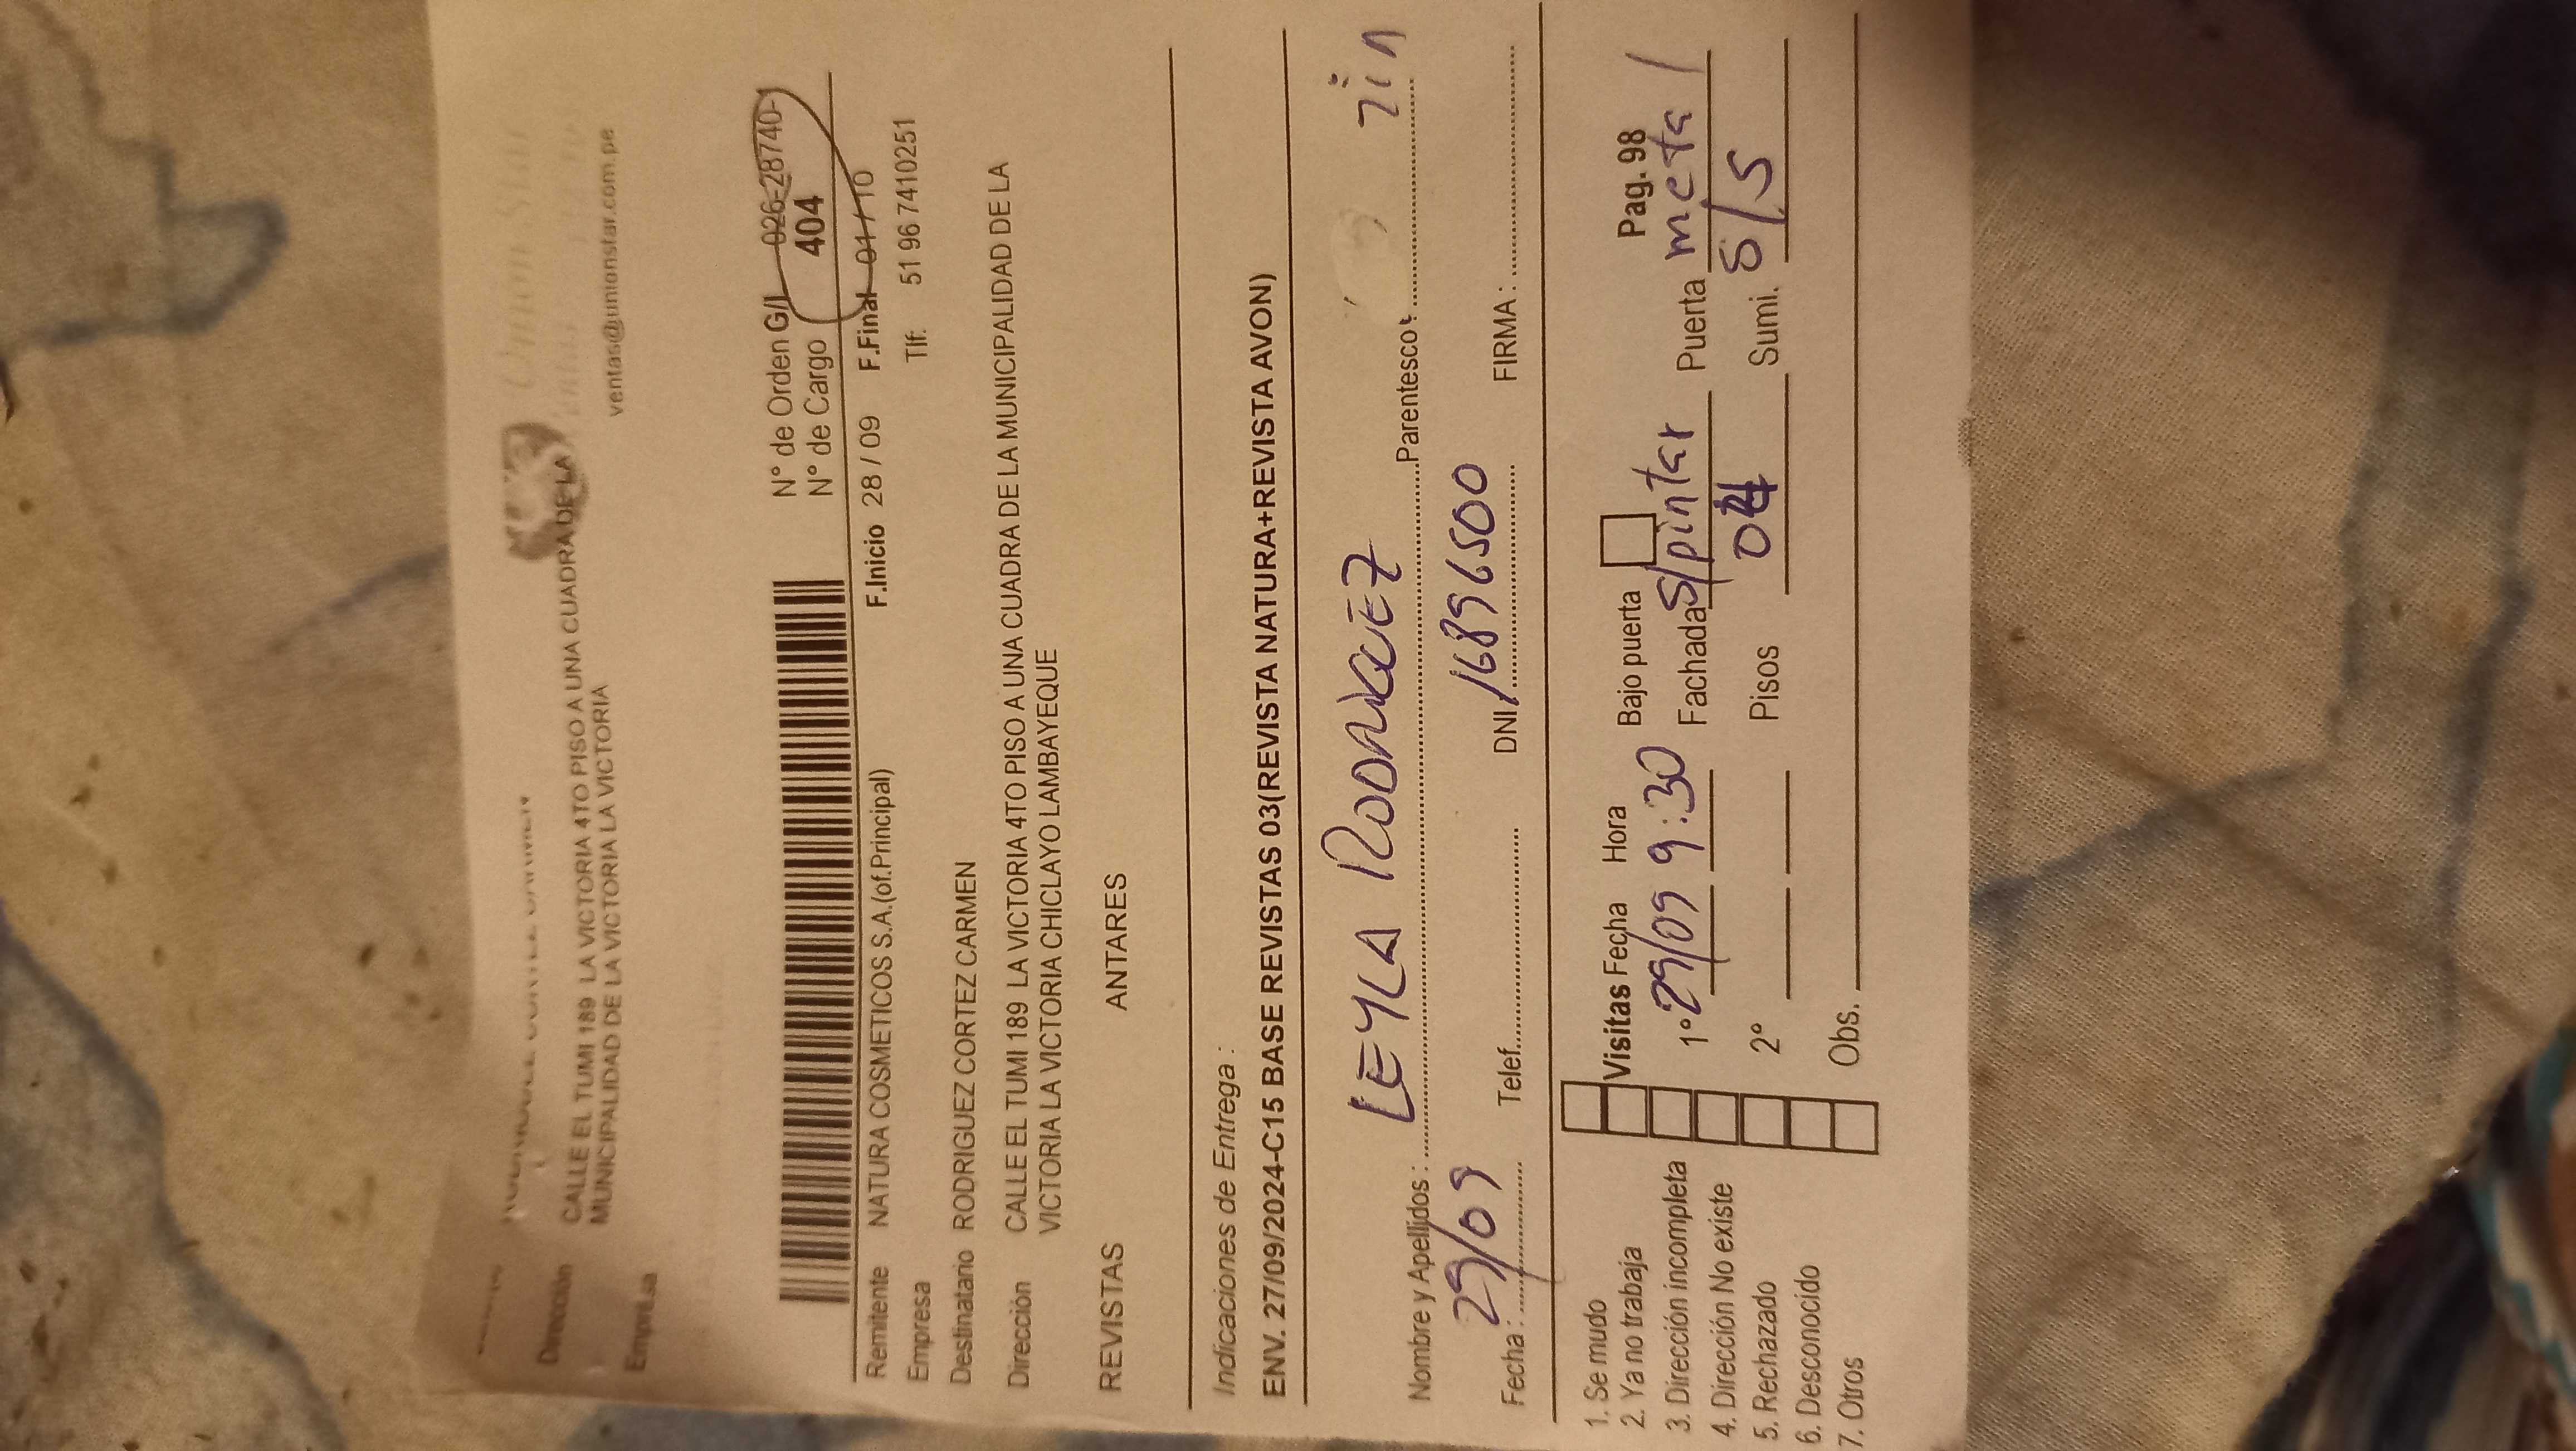 Union Star
Dirección CALLE EL TUMI 189 LA VICTORIA 4TO PISO A UNA CUADRA DE LA
MUNICIPALIDAD DE LA VICTORIA LA VICTORIA
Empresa ventas@unionstar.com.pe
N° de Orden G/I 026-28740-1
N° de Cargo 404
Remitente NATURA COSMETICOS S.A.(of.Principal) F.Inicio 28 / 09 F.Final 01 / 10
Empresa Tlf: 51 96 7410251
Destinatario RODRIGUEZ CORTEZ CARMEN
Dirección CALLE EL TUMI 189 LA VICTORIA 4TO PISO A UNA CUADRA DE LA MUNICIPALIDAD DE LA
VICTORIA LA VICTORIA CHICLAYO LAMBAYEQUE
REVISTAS ANTARES
Indicaciones de Entrega :
ENV. 27/09/2024-C15 BASE REVISTAS 03(REVISTA NATURA+REVISTA AVON)
Nombre y Apellidos : LEYLA RODRIGUEZ Parentesco :
Fecha : 29/09 Telef. DNI 16896500 FIRMA :
1. Se mudo Visitas Fecha Hora Bajo puerta Pag. 98
2. Ya no trabaja
3. Dirección incompleta 1° 29/09 9:30 Fachada S/pintar Puerta metal
4. Dirección No existe
5. Rechazado 2° Pisos 04 Sumi. S/S
6. Desconocido
7. Otros Obs.